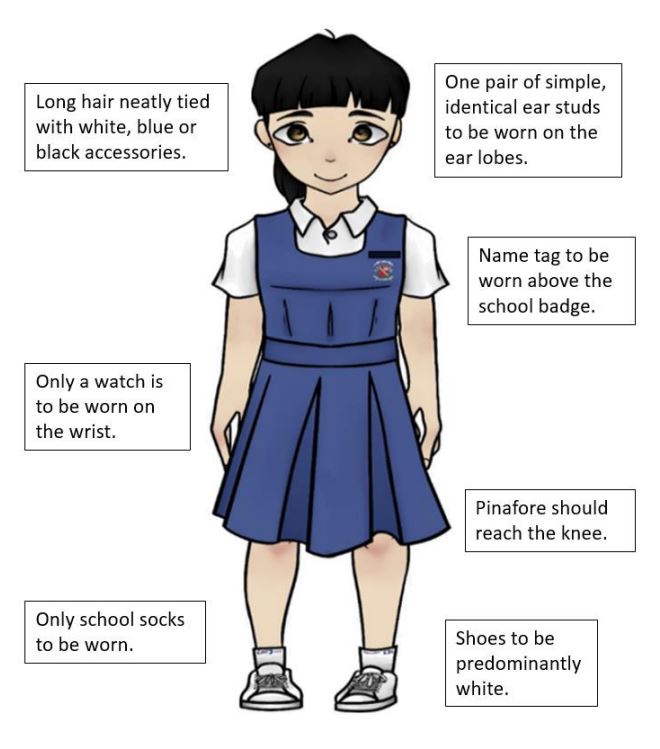 Long hair neatly tied
with white, blue or
black accessories.
One pair of simple,
identical ear studs
to be worn on the
ear lobes.
Name tag to be
worn above the
school badge.
Only a watch is
to be worn on
the wrist.
Pinafore should
reach the knee.
Only school socks
to be worn.
Shoes to be
predominantly
white.